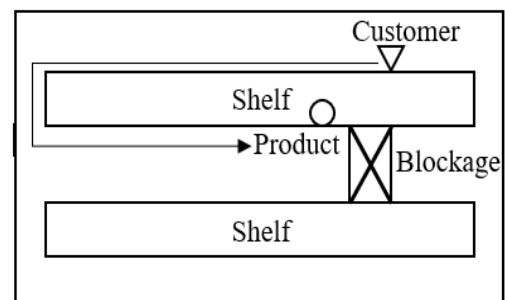 Customer
Shelf
Product
Blockage
Shelf